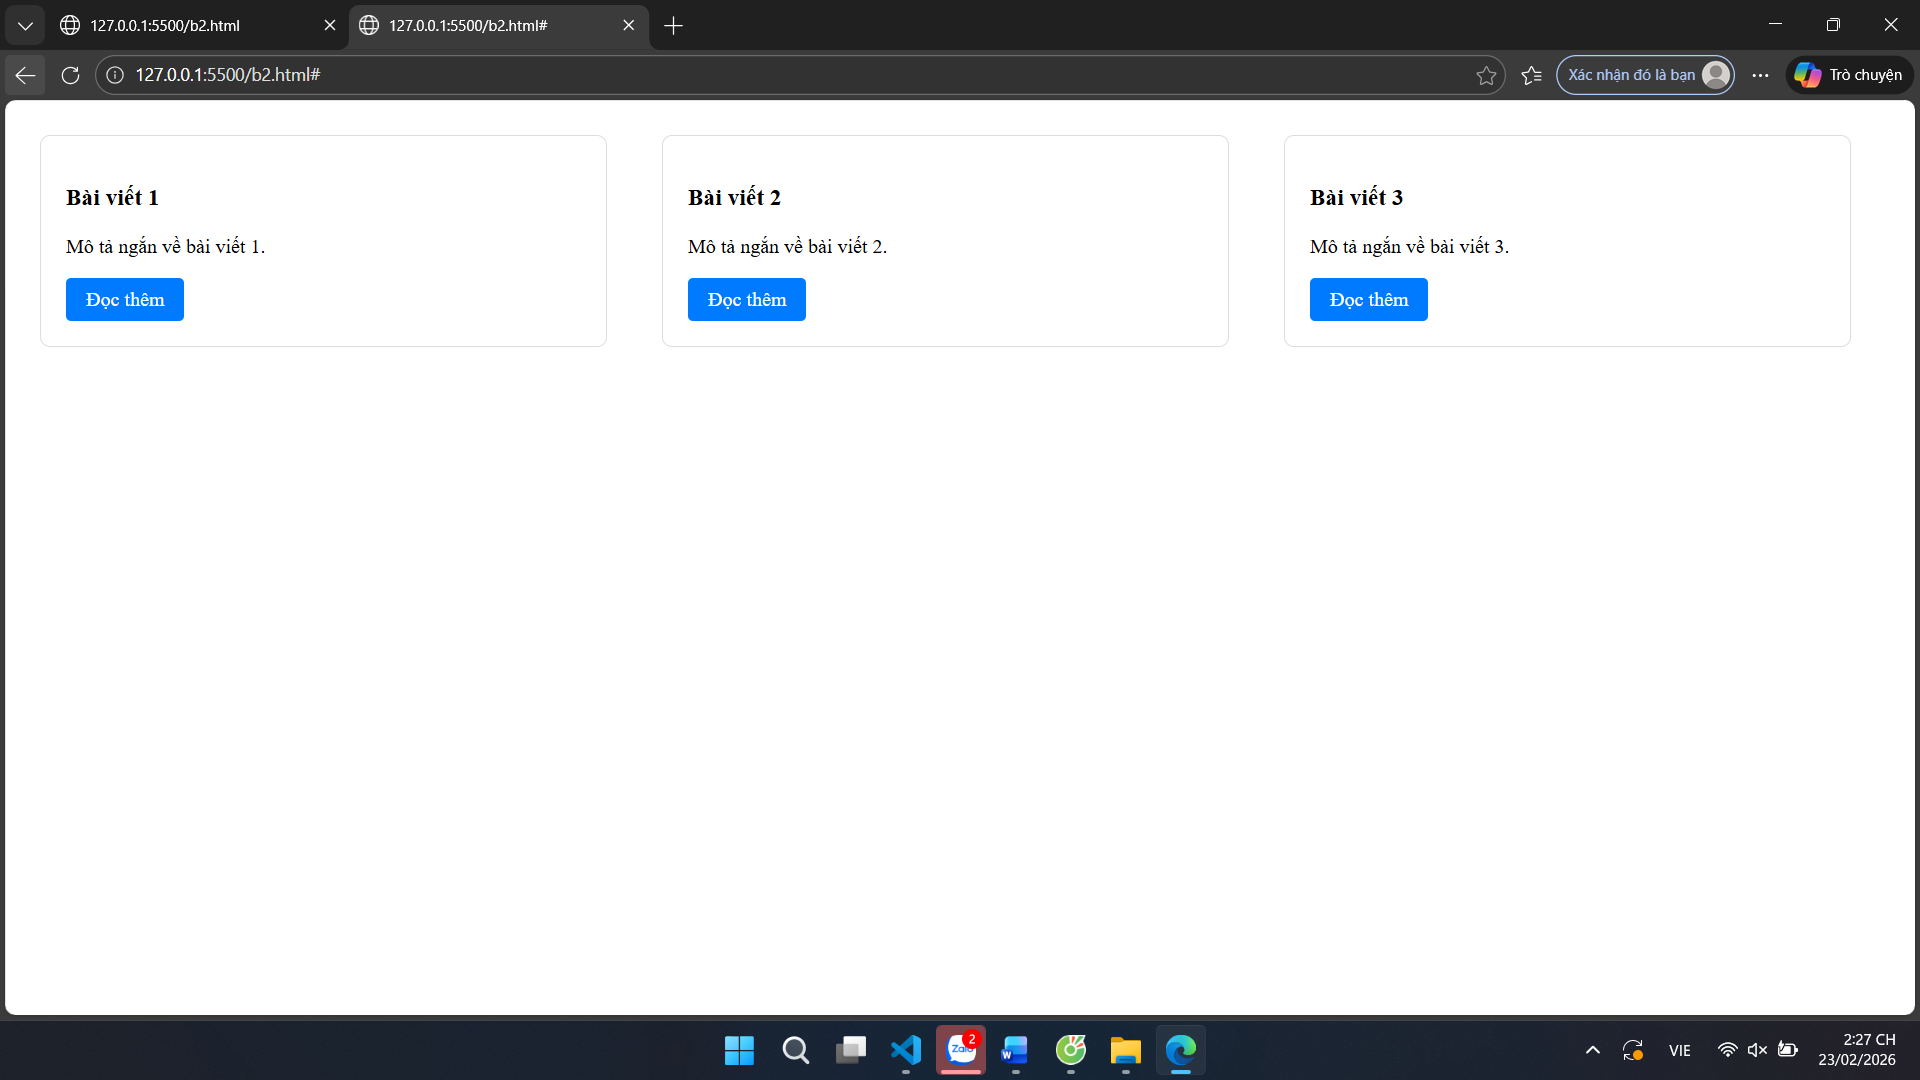 127.0.0.1:5500/b2.html
127.0.0.1:5500/b2.html#
127.0.0.1:5500/b2.html#
Xác nhận đó là bạn
Trò chuyện
Bài viết 1
Mô tả ngắn về bài viết 1.
Đọc thêm
Bài viết 2
Mô tả ngắn về bài viết 2.
Đọc thêm
Bài viết 3
Mô tả ngắn về bài viết 3.
Đọc thêm
Zalo
2
W
VIE
2:27 CH
23/02/2026